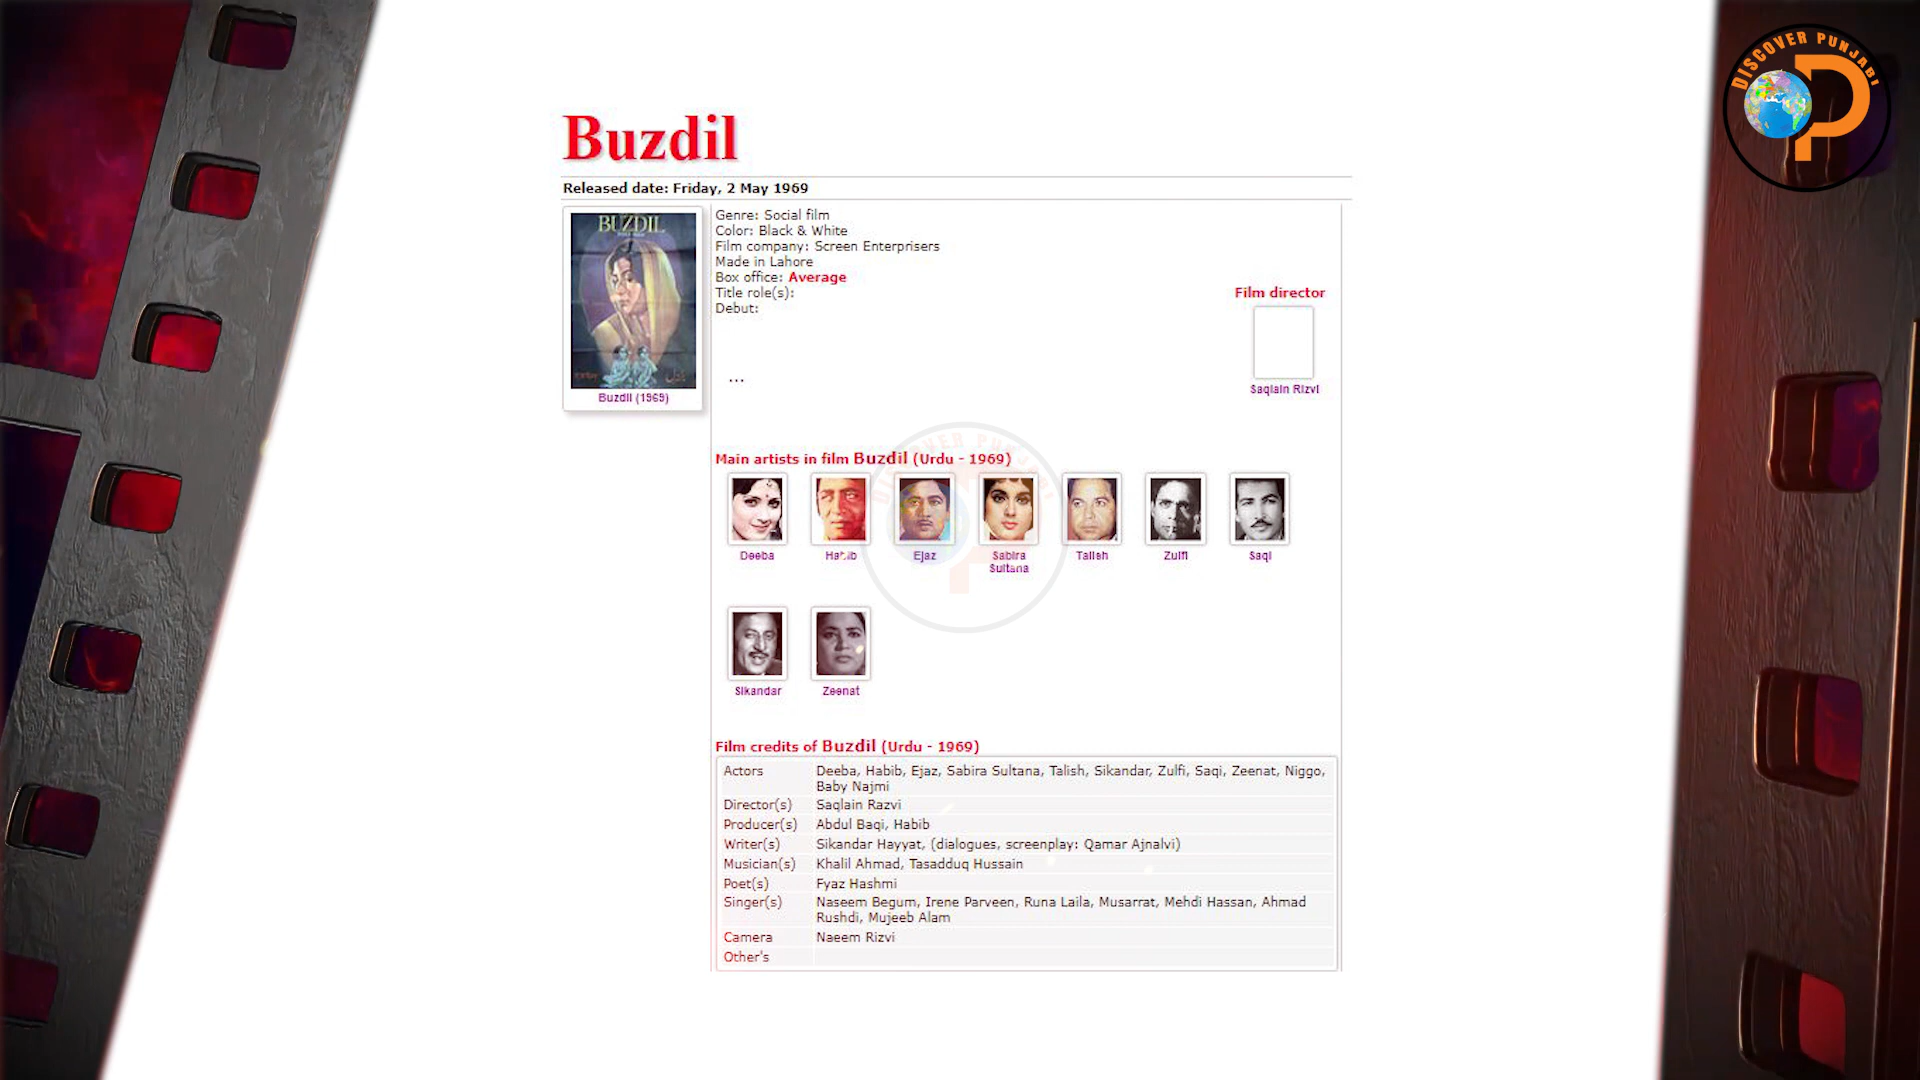 DISCOVER PUNJABI
P
Buzdil
Released date: Friday, 2 May 1969
BUZDIL
Buzdil (1969)
Genre: Social film
Color: Black & White
Film company: Screen Enterprisers
Made in Lahore
Box office: Average
Title role(s):
Debut:
...
Film director
Saqlain Rizvi
Main artists in film Buzdil (Urdu - 1969)
Deeba
Habib
Ejaz
Sabira
Sultana
Talish
Zulfi
Saqi
Sikandar
Zeenat
Film credits of Buzdil (Urdu - 1969)
Actors Deeba, Habib, Ejaz, Sabira Sultana, Talish, Sikandar, Zulfi, Saqi, Zeenat, Niggo,
Baby Najmi
Director(s) Saqlain Razvi
Producer(s) Abdul Baqi, Habib
Writer(s) Sikandar Hayyat, (dialogues, screenplay: Qamar Ajnalvi)
Musician(s) Khalil Ahmad, Tasadduq Hussain
Poet(s) Fyaz Hashmi
Singer(s) Naseem Begum, Irene Parveen, Runa Laila, Musarrat, Mehdi Hassan, Ahmad
Rushdi, Mujeeb Alam
Camera Naeem Rizvi
Other's
DISCOVER PUNJABI